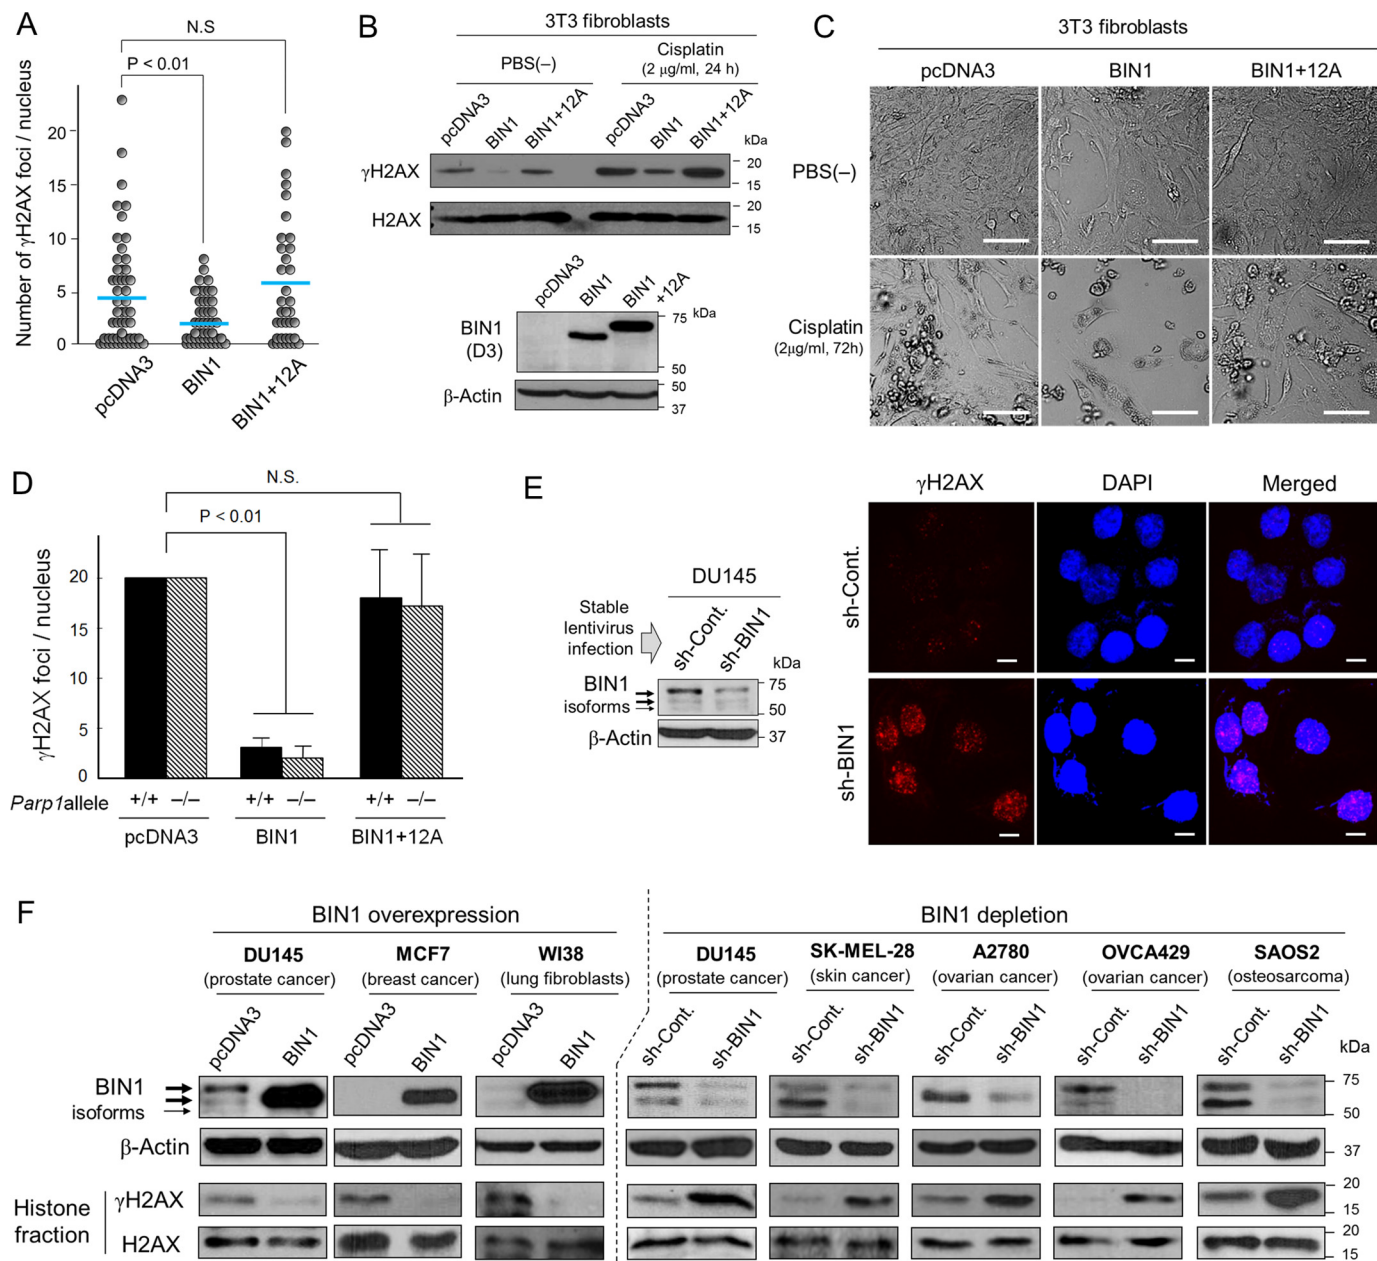 A
N.S
P < 0.01
Number of γH2AX foci / nucleus
20
15
10
5
0
pcDNA3
BIN1
BIN1+12A
B
3T3 fibroblasts
PBS(–)
Cisplatin
(2 μg/ml, 24 h)
pcDNA3
BIN1
BIN1+12A
pcDNA3
BIN1
BIN1+12A
kDa
γH2AX
20
15
H2AX
20
15
pcDNA3
BIN1
BIN1
+12A
kDa
BIN1
(D3)
75
50
β-Actin
50
37
C
3T3 fibroblasts
pcDNA3
BIN1
BIN1+12A
PBS(–)
Cisplatin
(2μg/ml, 72h)
D
N.S.
P < 0.01
γH2AX foci / nucleus
20
15
10
5
0
Parp1allele
+/+
–/–
+/+
–/–
+/+
–/–
pcDNA3
BIN1
BIN1+12A
E
DU145
Stable
lentivirus
infection
sh-Cont.
sh-BIN1
kDa
BIN1
isoforms
75
50
β-Actin
37
γH2AX
DAPI
Merged
sh-Cont.
sh-BIN1
F
BIN1 overexpression
BIN1 depletion
DU145
(prostate cancer)
MCF7
(breast cancer)
WI38
(lung fibroblasts)
DU145
(prostate cancer)
SK-MEL-28
(skin cancer)
A2780
(ovarian cancer)
OVCA429
(ovarian cancer)
SAOS2
(osteosarcoma)
pcDNA3
BIN1
pcDNA3
BIN1
pcDNA3
BIN1
sh-Cont.
sh-BIN1
sh-Cont.
sh-BIN1
sh-Cont.
sh-BIN1
sh-Cont.
sh-BIN1
sh-Cont.
sh-BIN1
kDa
BIN1
isoforms
75
50
β-Actin
37
Histone
fraction
γH2AX
20
15
H2AX
20
15